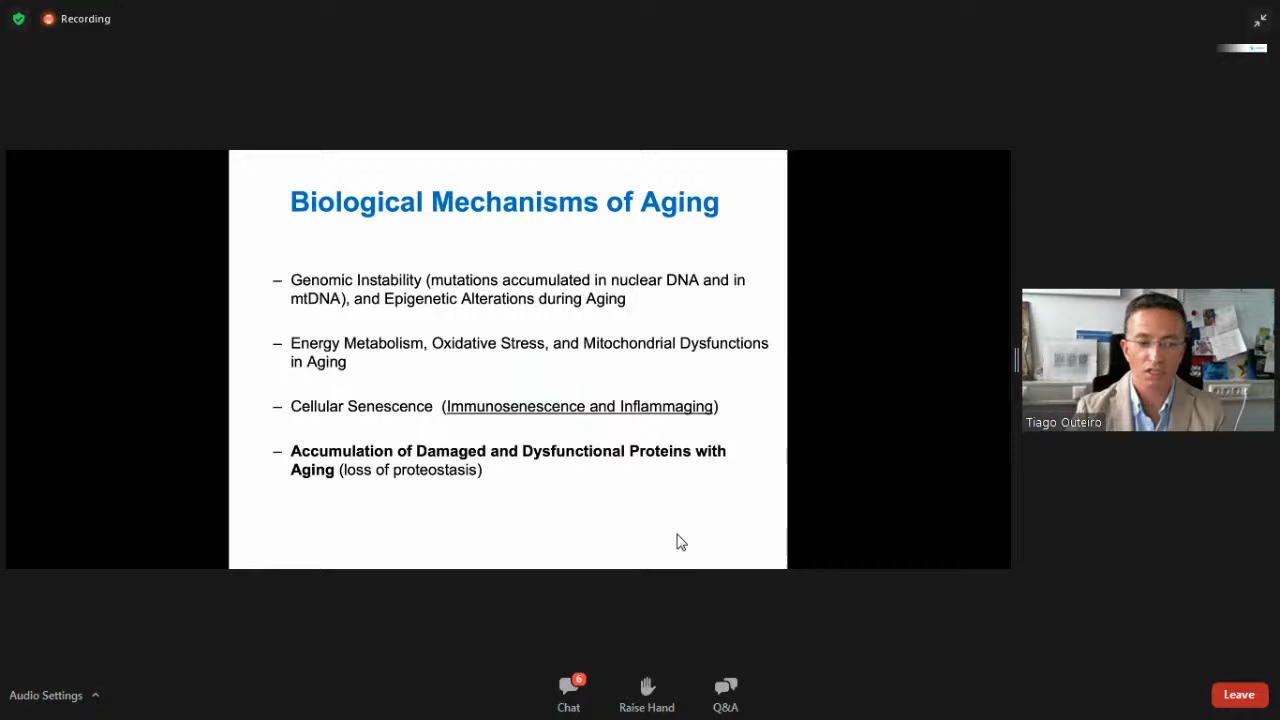 Recording
Biological Mechanisms of Aging
– Genomic Instability (mutations accumulated in nuclear DNA and in
mtDNA), and Epigenetic Alterations during Aging
– Energy Metabolism, Oxidative Stress, and Mitochondrial Dysfunctions
in Aging
– Cellular Senescence (Immunosenescence and Inflammaging)
– Accumulation of Damaged and Dysfunctional Proteins with
Aging (loss of proteostasis)
Tiago Outeiro
Audio Settings
6
Chat
Raise Hand
Q&A
Leave